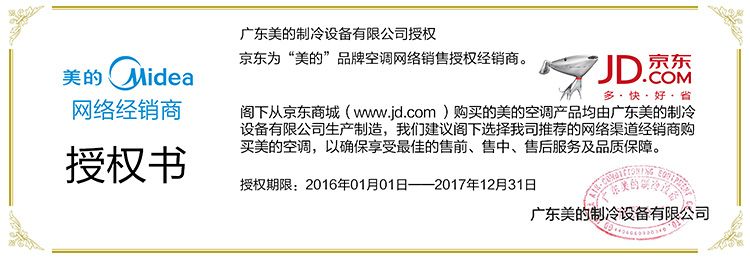 广东美的制冷设备有限公司授权
京东为“美的”品牌空调网络销售授权经销商。
美的 Midea
网络经销商
授权书
JD.京东
.COM
多·快·好·省
阁下从京东商城（www.jd.com ）购买的美的空调产品均由广东美的制冷
设备有限公司生产制造，我们建议阁下选择我司推荐的网络渠道经销商购
买美的空调，以确保享受最佳的售前、售中、售后服务及品质保障。
授权期限：2016年01月01日——2017年12月31日
广东美的制冷设备
广东美的制冷设备有限公司